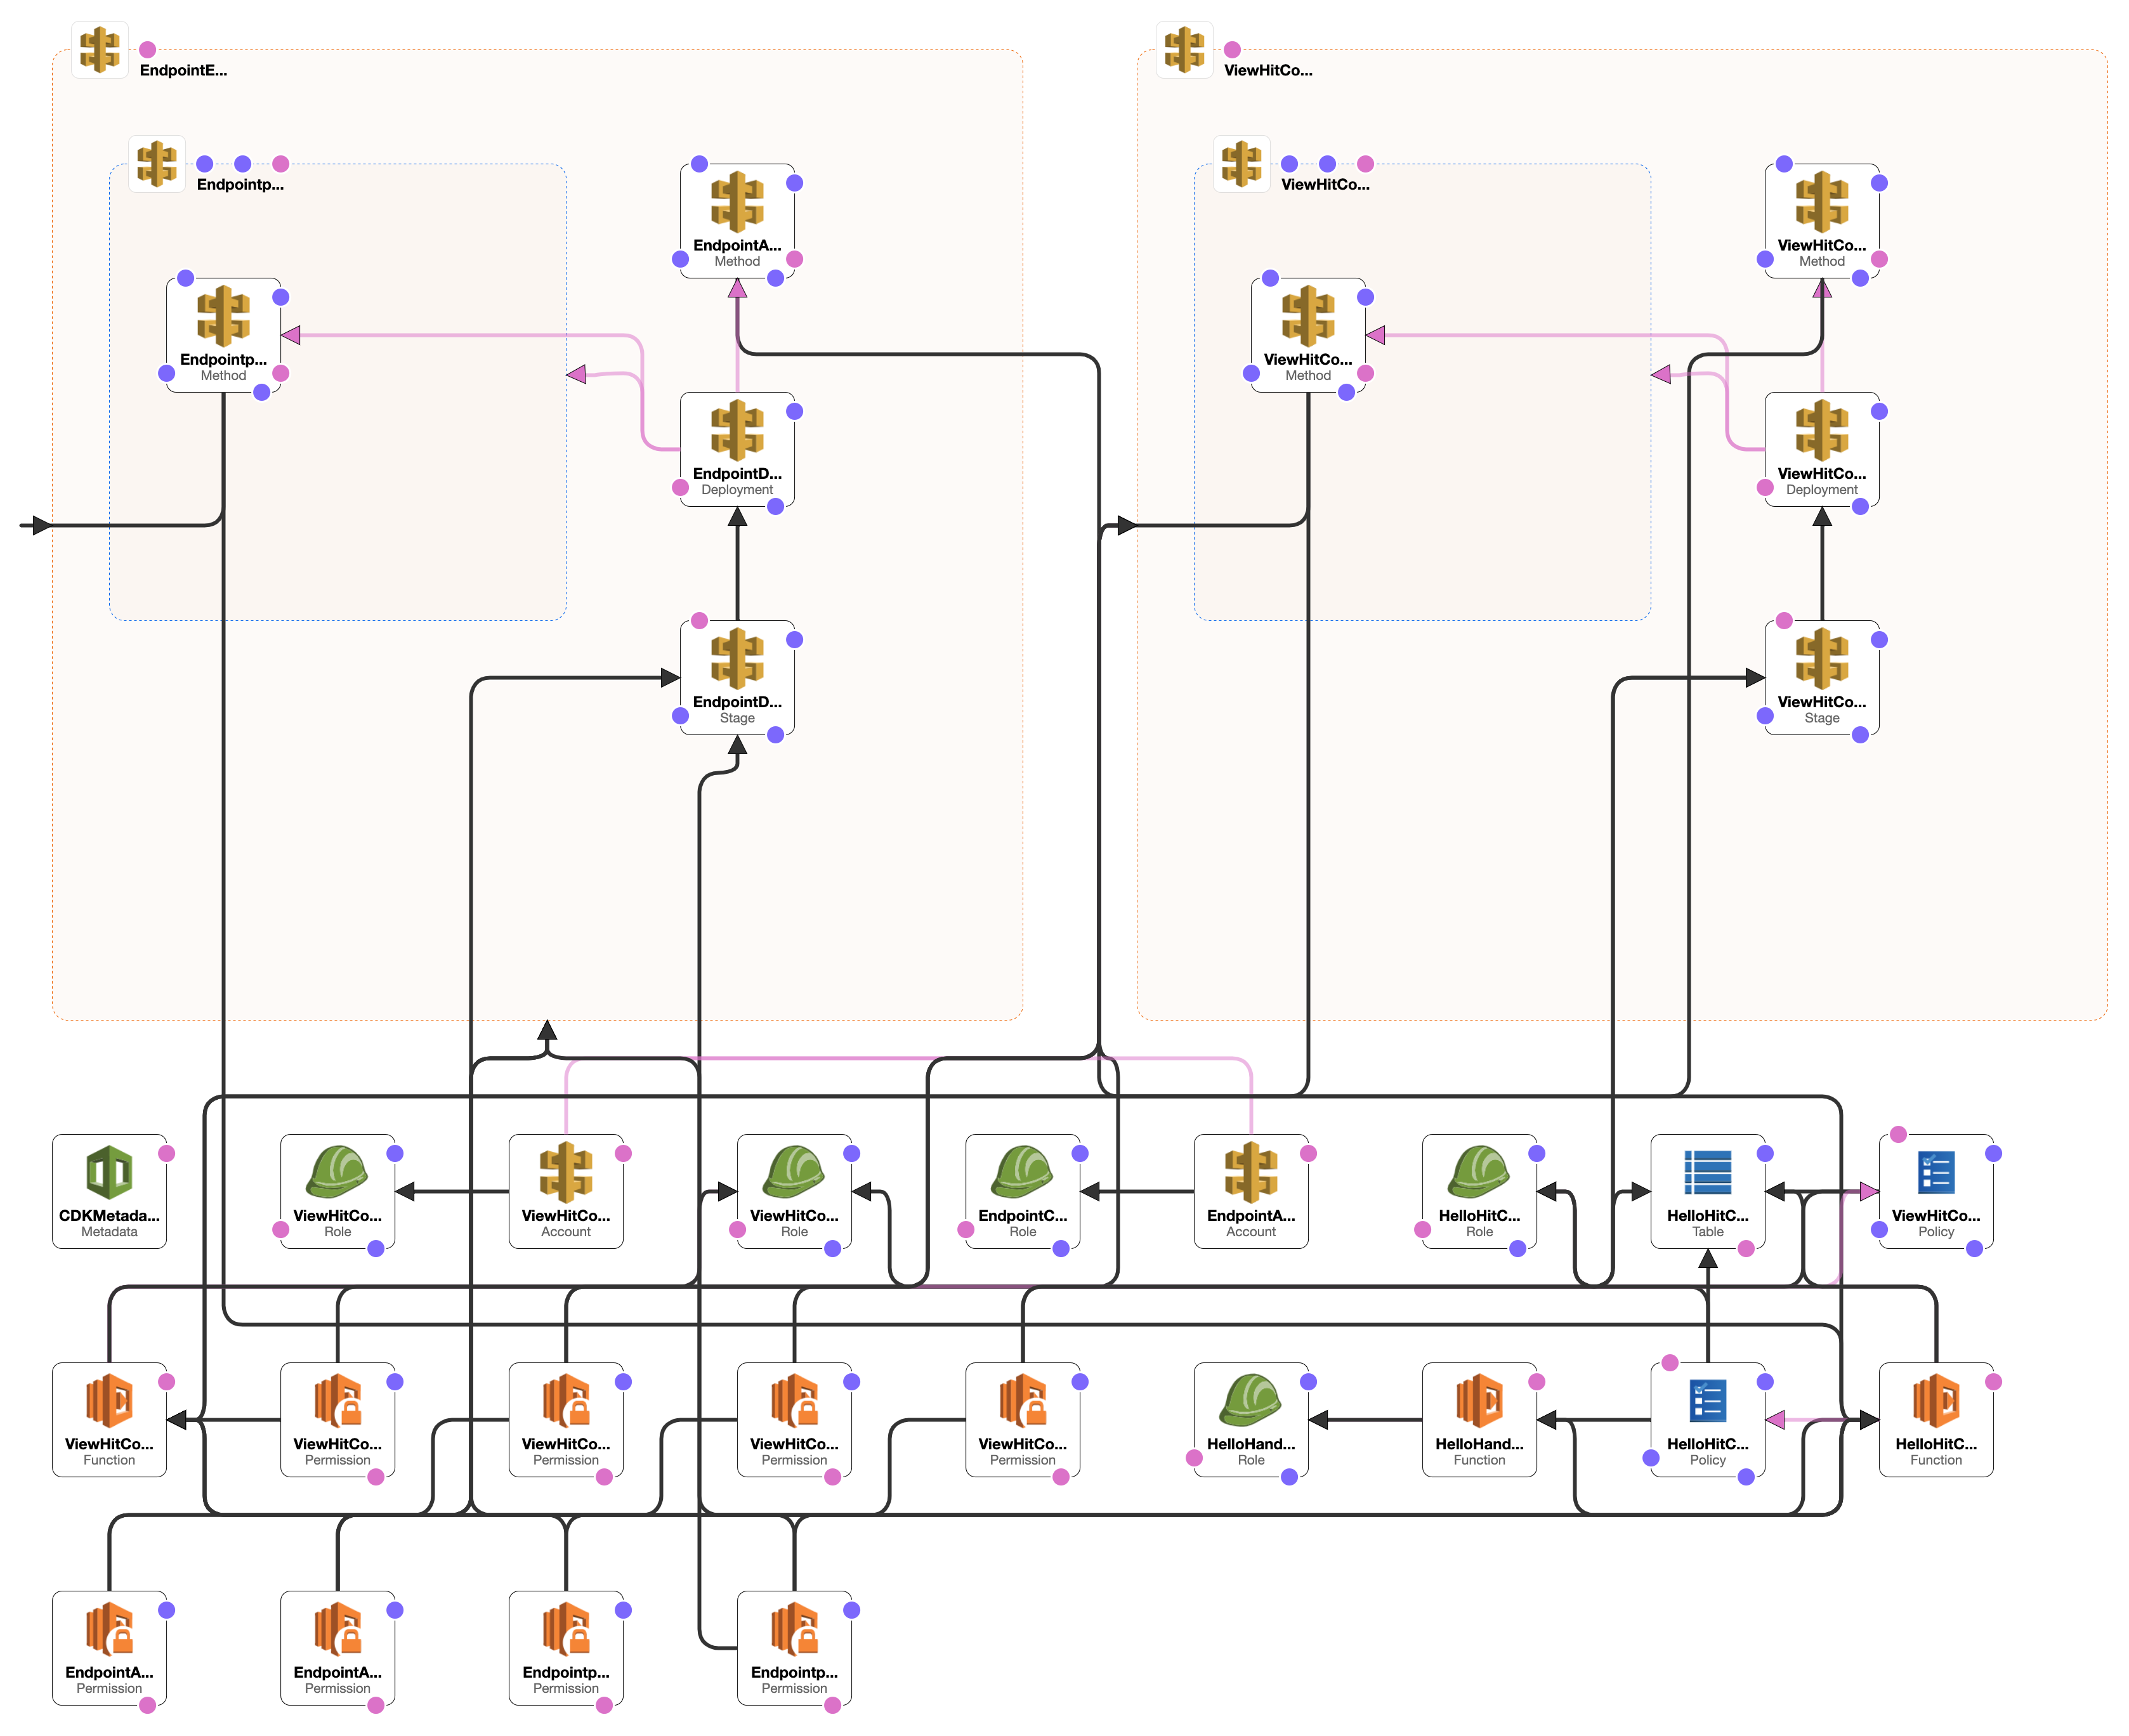 EndpointE...
ViewHitCo...
Endpointp...
ViewHitCo...
EndpointA...
Method
ViewHitCo...
Method
Endpointp...
Method
ViewHitCo...
Method
EndpointD...
Deployment
ViewHitCo...
Deployment
EndpointD...
Stage
ViewHitCo...
Stage
CDKMetada...
Metadata
ViewHitCo...
Role
ViewHitCo...
Account
ViewHitCo...
Role
EndpointC...
Role
EndpointA...
Account
HelloHitC...
Role
HelloHitC...
Table
ViewHitCo...
Policy
ViewHitCo...
Function
ViewHitCo...
Permission
ViewHitCo...
Permission
ViewHitCo...
Permission
ViewHitCo...
Permission
HelloHand...
Role
HelloHand...
Function
HelloHitC...
Policy
HelloHitC...
Function
EndpointA...
Permission
EndpointA...
Permission
Endpointp...
Permission
Endpointp...
Permission